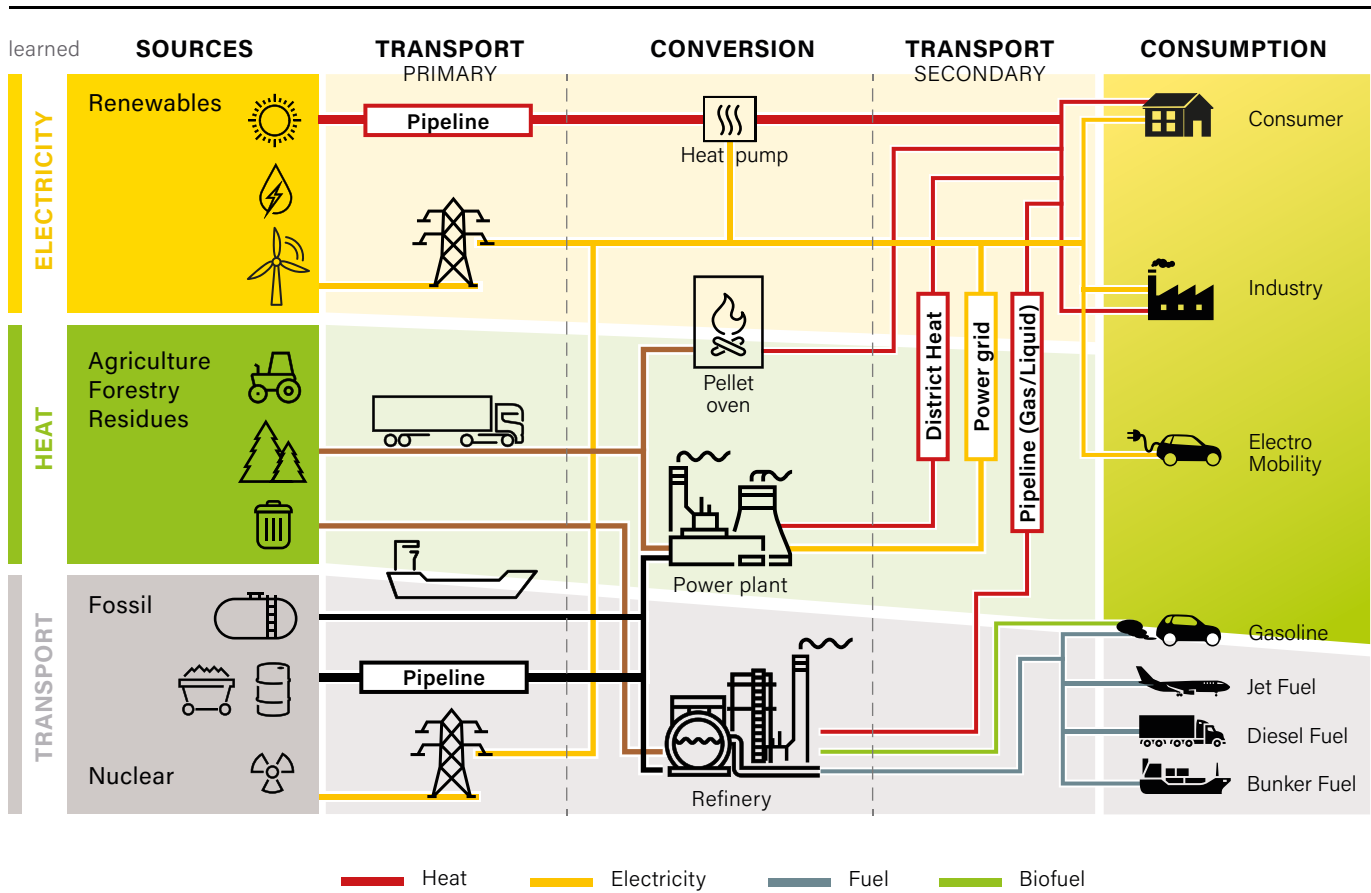 learned
SOURCES
TRANSPORT
PRIMARY
CONVERSION
TRANSPORT
SECONDARY
CONSUMPTION
ELECTRICITY
Renewables
Pipeline
Heat pump
Consumer
Industry
HEAT
Agriculture
Forestry
Residues
Pellet
oven
District Heat
Power grid
Pipeline (Gas/Liquid)
Electro
Mobility
Power plant
TRANSPORT
Fossil
Pipeline
Nuclear
Refinery
Gasoline
Jet Fuel
Diesel Fuel
Bunker Fuel
Heat
Electricity
Fuel
Biofuel